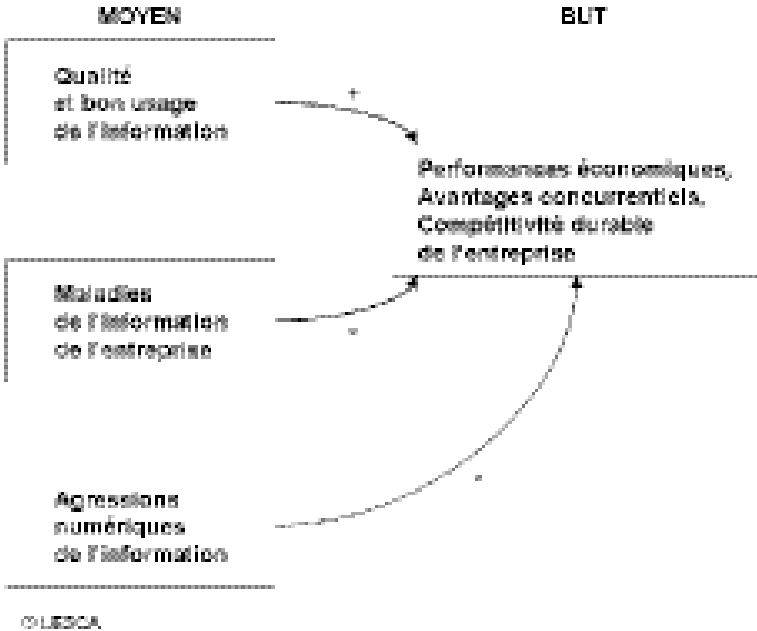 MOYEN
BUT
Qualité
et bon usage
de l'information
+
Performances économiques,
Avantages concurrentiels,
Compétitivité durable
de l'entreprise
Maladies
de l'information
de l'entreprise
-
Agressions
numériques
de l'information
-
© LESCA